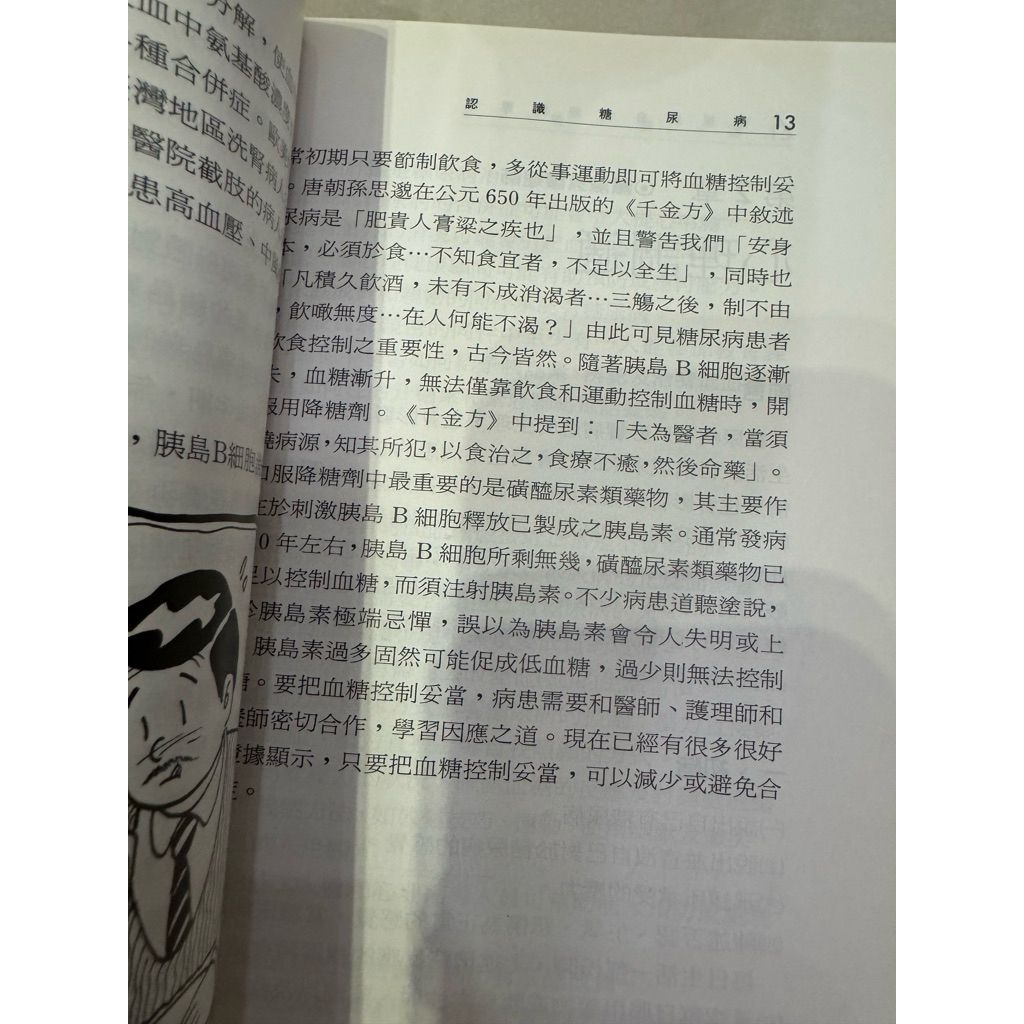 分解，使
血中氨基酸濃
種合併症。歐
灣地區洗腎病
醫院截肢的病
患高血壓、中
，胰島B細胞
認識糖尿病 13
常初期只要節制飲食，多從事運動即可將血糖控制妥
。唐朝孫思邈在公元 650 年出版的《千金方》中敘述
尿病是「肥貴人膏粱之疾也」，並且警告我們「安身
本，必須於食⋯不知食宜者，不足以全生」，同時也
「凡積久飲酒，未有不成消渴者⋯三觴之後，制不由
，飲噉無度⋯在人何能不渴？」由此可見糖尿病患者
飲食控制之重要性，古今皆然。隨著胰島 B 細胞逐漸
失，血糖漸升，無法僅靠飲食和運動控制血糖時，開
服用降糖劑。《千金方》中提到：「夫為醫者，當須
曉病源，知其所犯，以食治之，食療不癒，然後命藥」。
口服降糖劑中最重要的是磺醯尿素類藥物，其主要作
在於刺激胰島 B 細胞釋放已製成之胰島素。通常發病
0 年左右，胰島 B 細胞所剩無幾，磺醯尿素類藥物已
足以控制血糖，而須注射胰島素。不少病患道聽塗說，
於胰島素極端忌憚，誤以為胰島素會令人失明或上
胰島素過多固然可能促成低血糖，過少則無法控制
糖。要把血糖控制妥當，病患需要和醫師、護理師和
養師密切合作，學習因應之道。現在已經有很多很好
證據顯示，只要把血糖控制妥當，可以減少或避免合
症。